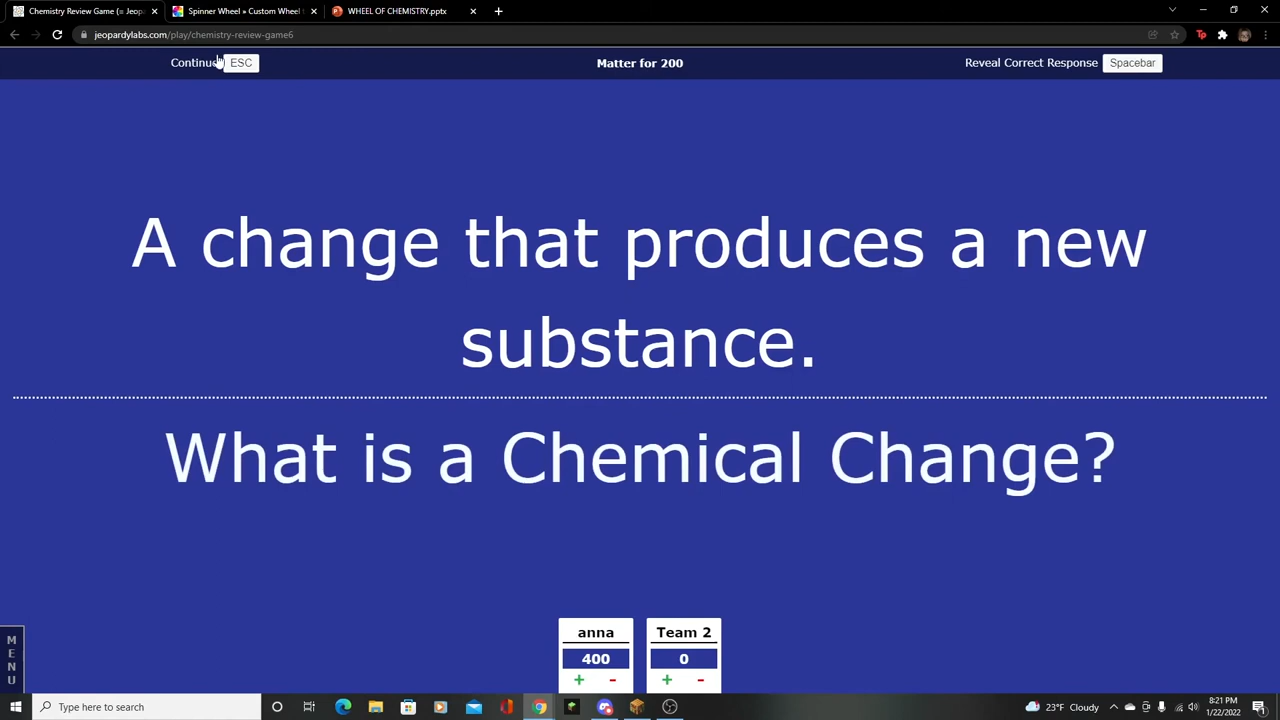 Chemistry Review Game (= Jeop
Spinner Wheel » Custom Wheel
WHEEL OF CHEMISTRY.pptx
jeopardylabs.com/play/chemistry-review-game6
Continue ESC
Matter for 200
Reveal Correct Response Spacebar
A change that produces a new
substance.
What is a Chemical Change?
MENU
anna
400
+ -
Team 2
0
+ -
Type here to search
23°F Cloudy
8:21 PM
1/22/2022